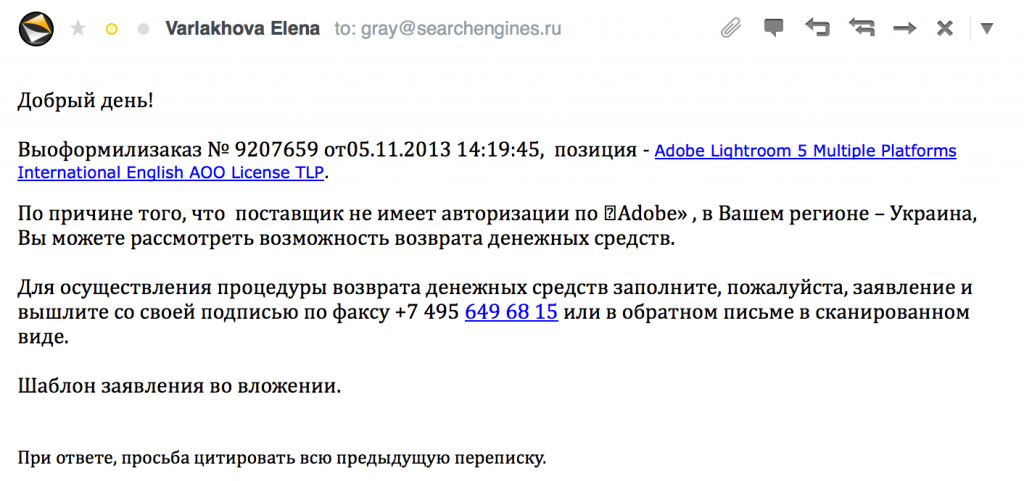 Varlakhova Elena to: gray@searchengines.ru
Добрый день!
Выоформилизаказ № 9207659 от05.11.2013 14:19:45, позиция - Adobe Lightroom 5 Multiple Platforms
International English AOO License TLP.
По причине того, что поставщик не имеет авторизации по Adobe» , в Вашем регионе – Украина,
Вы можете рассмотреть возможность возврата денежных средств.
Для осуществления процедуры возврата денежных средств заполните, пожалуйста, заявление и
вышлите со своей подписью по факсу +7 495 649 68 15 или в обратном письме в сканированном
виде.
Шаблон заявления во вложении.
При ответе, просьба цитировать всю предыдущую переписку.